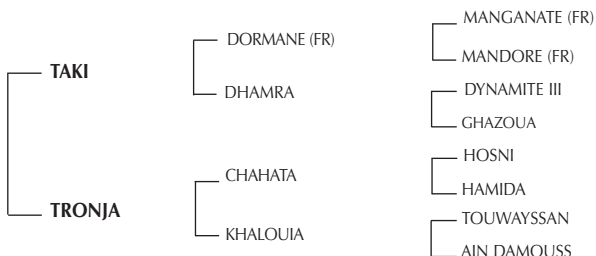 MANGANATE (FR)
DORMANE (FR)
MANDORE (FR)
TAKI
DYNAMITE III
DHAMRA
GHAZOUA
HOSNI
CHAHATA
HAMIDA
TRONJA
TOUWAYSSAN
KHALOUIA
AIN DAMOUSS